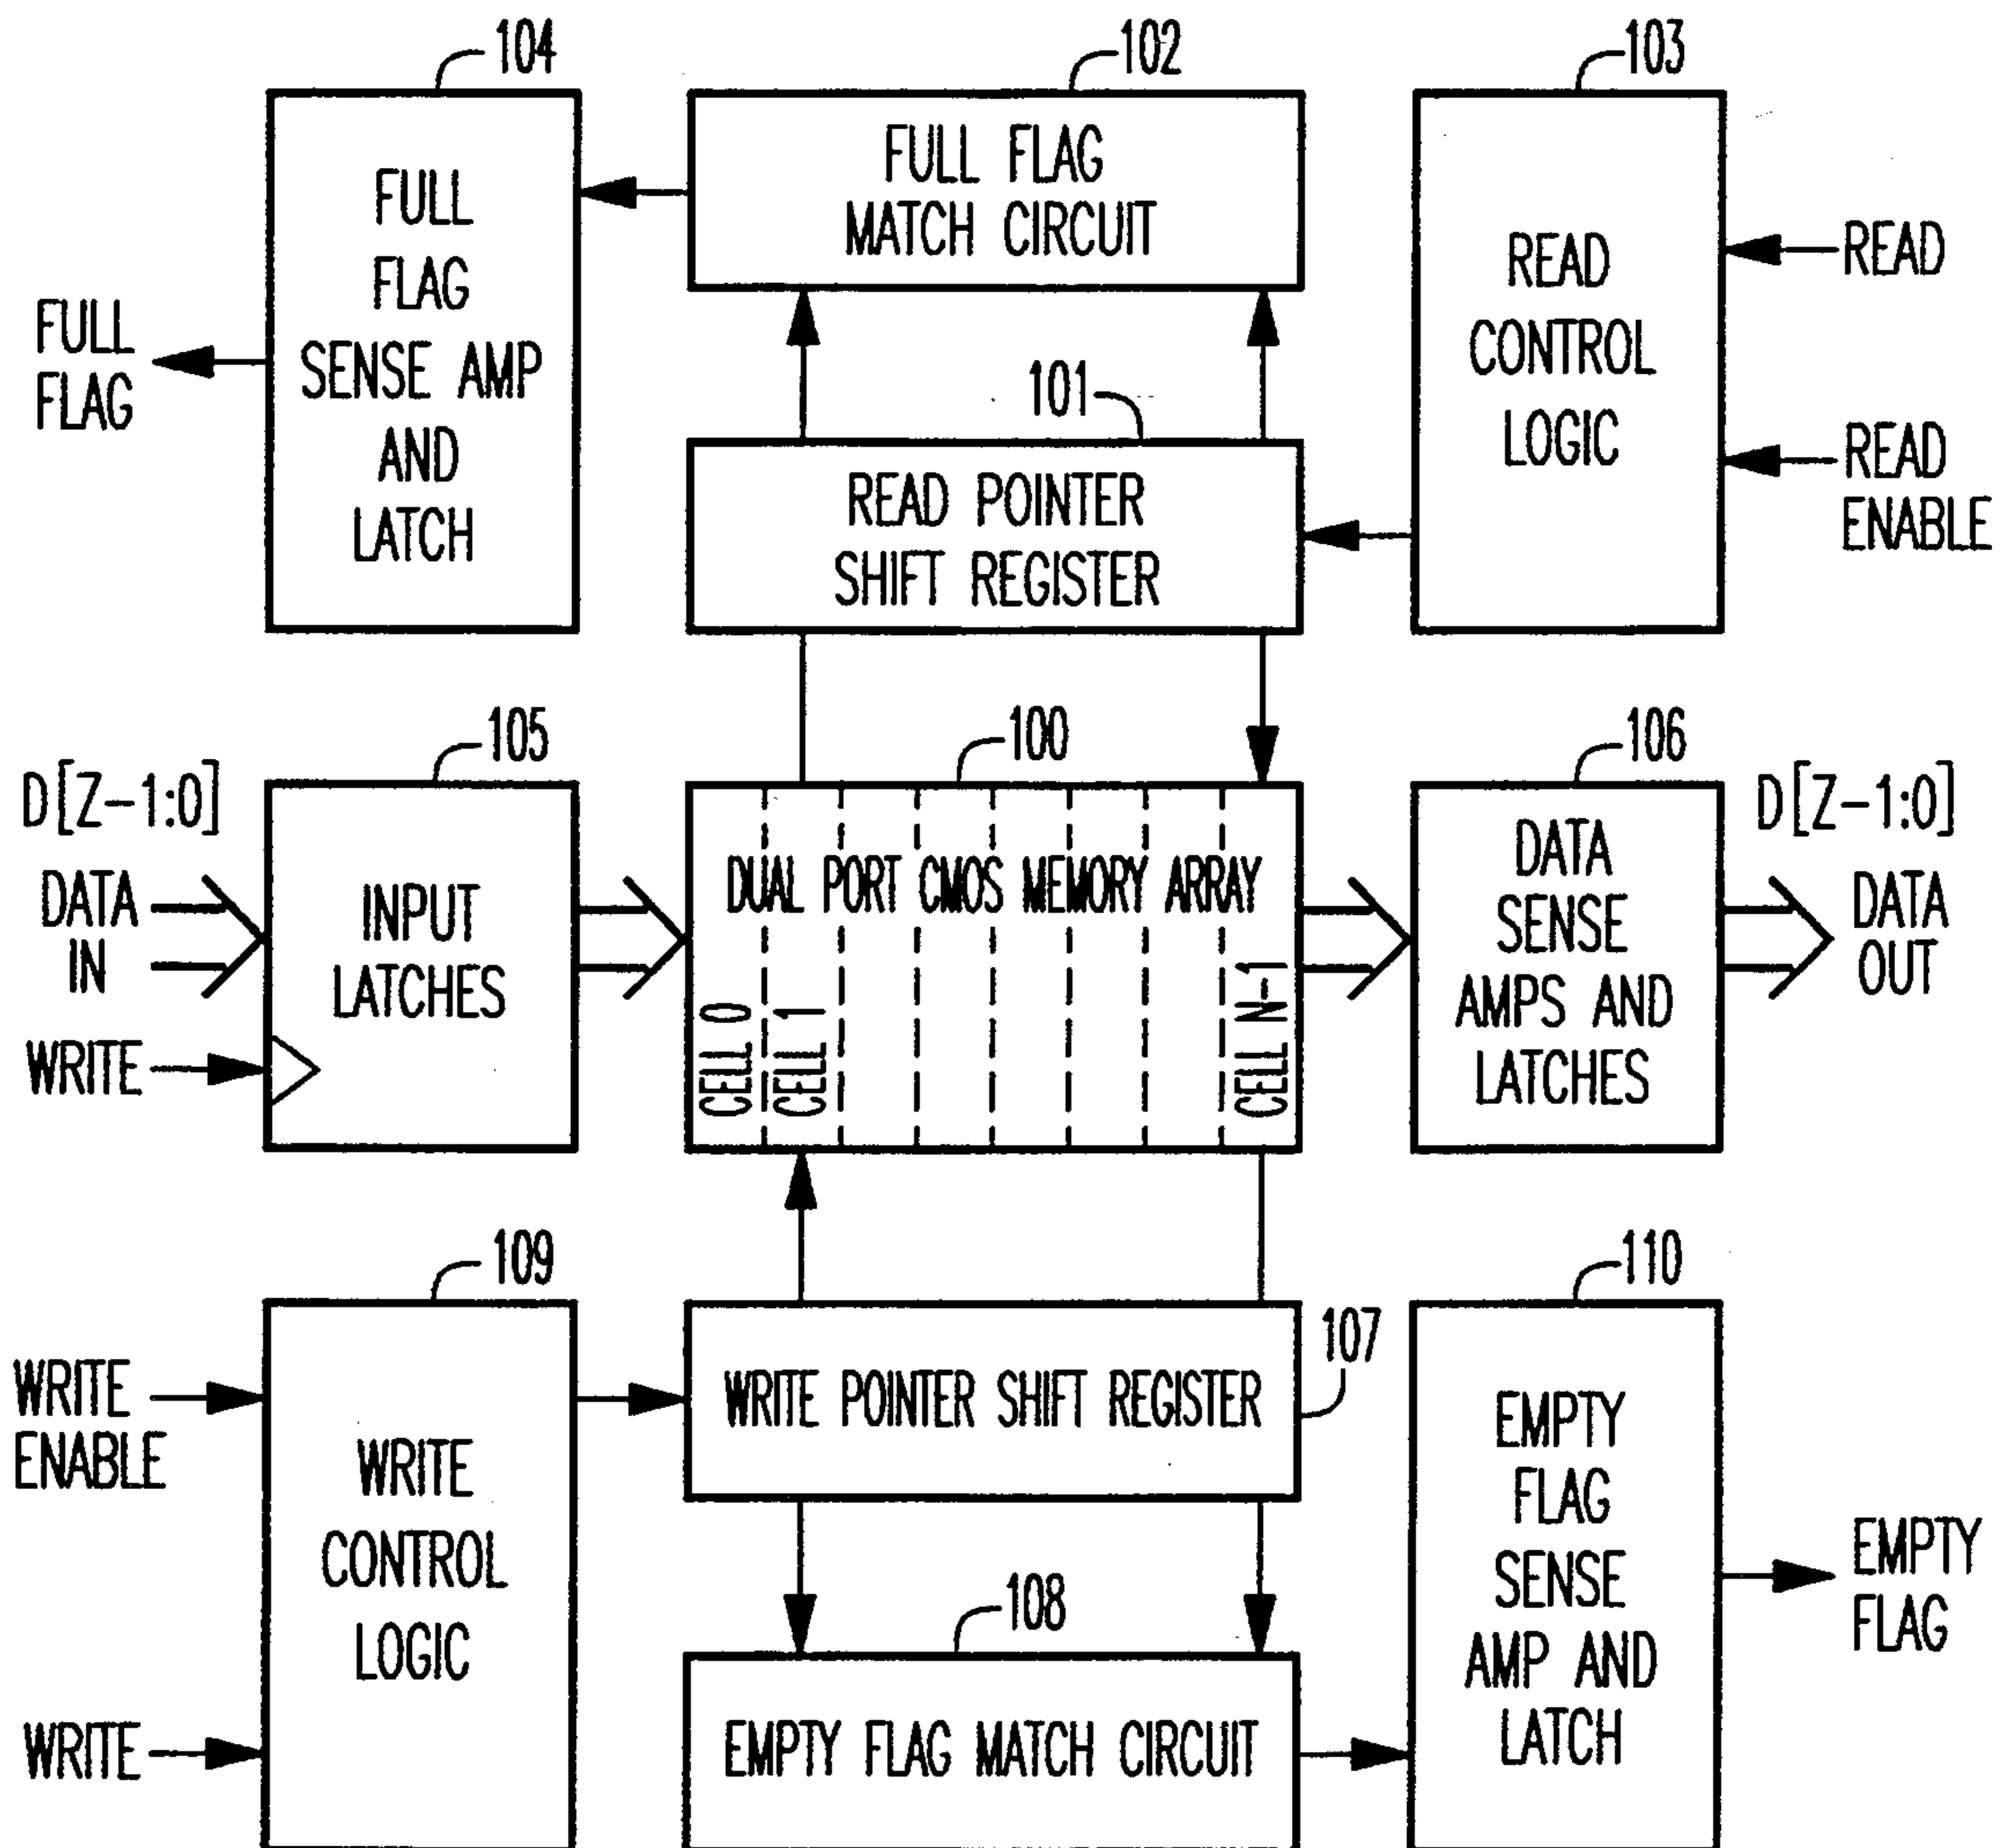 104
102
103
FULL
FLAG
SENSE AMP
AND
LATCH
FULL FLAG
MATCH CIRCUIT
READ
CONTROL
LOGIC
READ
READ
ENABLE
FULL
FLAG
101
READ POINTER
SHIFT REGISTER
105
100
106
D[Z-1:0]
DATA
IN
WRITE
INPUT
LATCHES
DUAL PORT CMOS MEMORY ARRAY
CELL 0
CELL 1
CELL N-1
DATA
SENSE
AMPS AND
LATCHES
D[Z-1:0]
DATA
OUT
109
107
110
WRITE
ENABLE
WRITE
WRITE
CONTROL
LOGIC
WRITE POINTER SHIFT REGISTER
108
EMPTY FLAG MATCH CIRCUIT
EMPTY
FLAG
SENSE
AMP AND
LATCH
EMPTY
FLAG